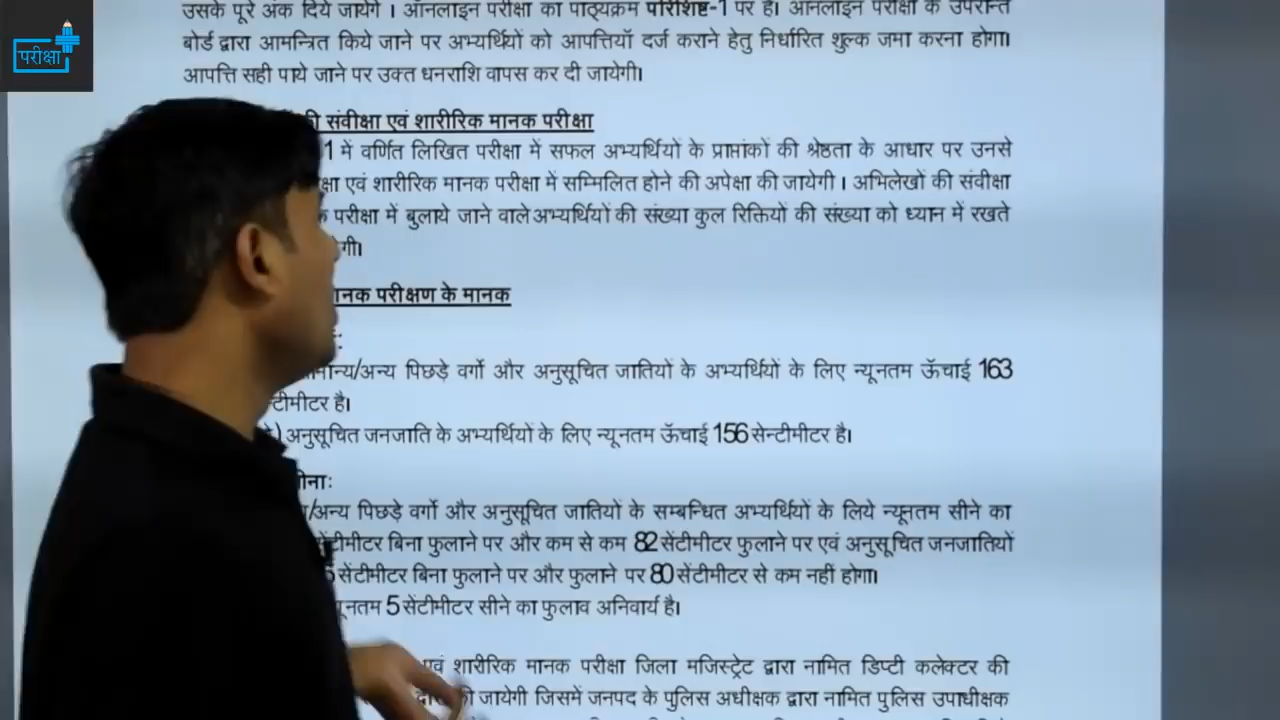 परीक्षा
उसके पूरे अंक दिये जायेंगे । ऑनलाइन परीक्षा का पाठ्यक्रम परिशिष्ट-1 पर है। ऑनलाइन परीक्षा के उपरान्त
बोर्ड द्वारा आमन्त्रित किये जाने पर अभ्यर्थियों को आपत्तियाँ दर्ज कराने हेतु निर्धारित शुल्क जमा करना होगा।
आपत्ति सही पाये जाने पर उक्त धनराशि वापस कर दी जायेगी।
की संवीक्षा एवं शारीरिक मानक परीक्षा
1 में वर्णित लिखित परीक्षा में सफल अभ्यर्थियों के प्राप्तांकों की श्रेष्ठता के आधार पर उनसे
एवं शारीरिक मानक परीक्षा में सम्मिलित होने की अपेक्षा की जायेगी । अभिलेखों की संवीक्षा
परीक्षा में बुलाये जाने वाले अभ्यर्थियों की संख्या कुल रिक्तियों की संख्या को ध्यान में रखते
परीक्षण के मानक
अन्य पिछड़े वर्गो और अनुसूचित जातियों के अभ्यर्थियों के लिए न्यूनतम ऊँचाई 163
है।
अनुसूचित जनजाति के अभ्यर्थियों के लिए न्यूनतम ऊँचाई 156 सेन्टीमीटर है।
/अन्य पिछड़े वर्गो और अनुसूचित जातियों के सम्बन्धित अभ्यर्थियों के लिये न्यूनतम सीने का
बिना फुलाने पर और कम से कम 82 सेंटीमीटर फुलाने पर एवं अनुसूचित जनजातियों
सेंटीमीटर बिना फुलाने पर और फुलाने पर 80 सेंटीमीटर से कम नहीं होगा।
5 सेंटीमीटर सीने का फुलाव अनिवार्य है।
एवं शारीरिक मानक परीक्षा जिला मजिस्ट्रेट द्वारा नामित डिप्टी कलेक्टर की
की जायेगी जिसमें जनपद के पुलिस अधीक्षक द्वारा नामित पुलिस उपाधीक्षक